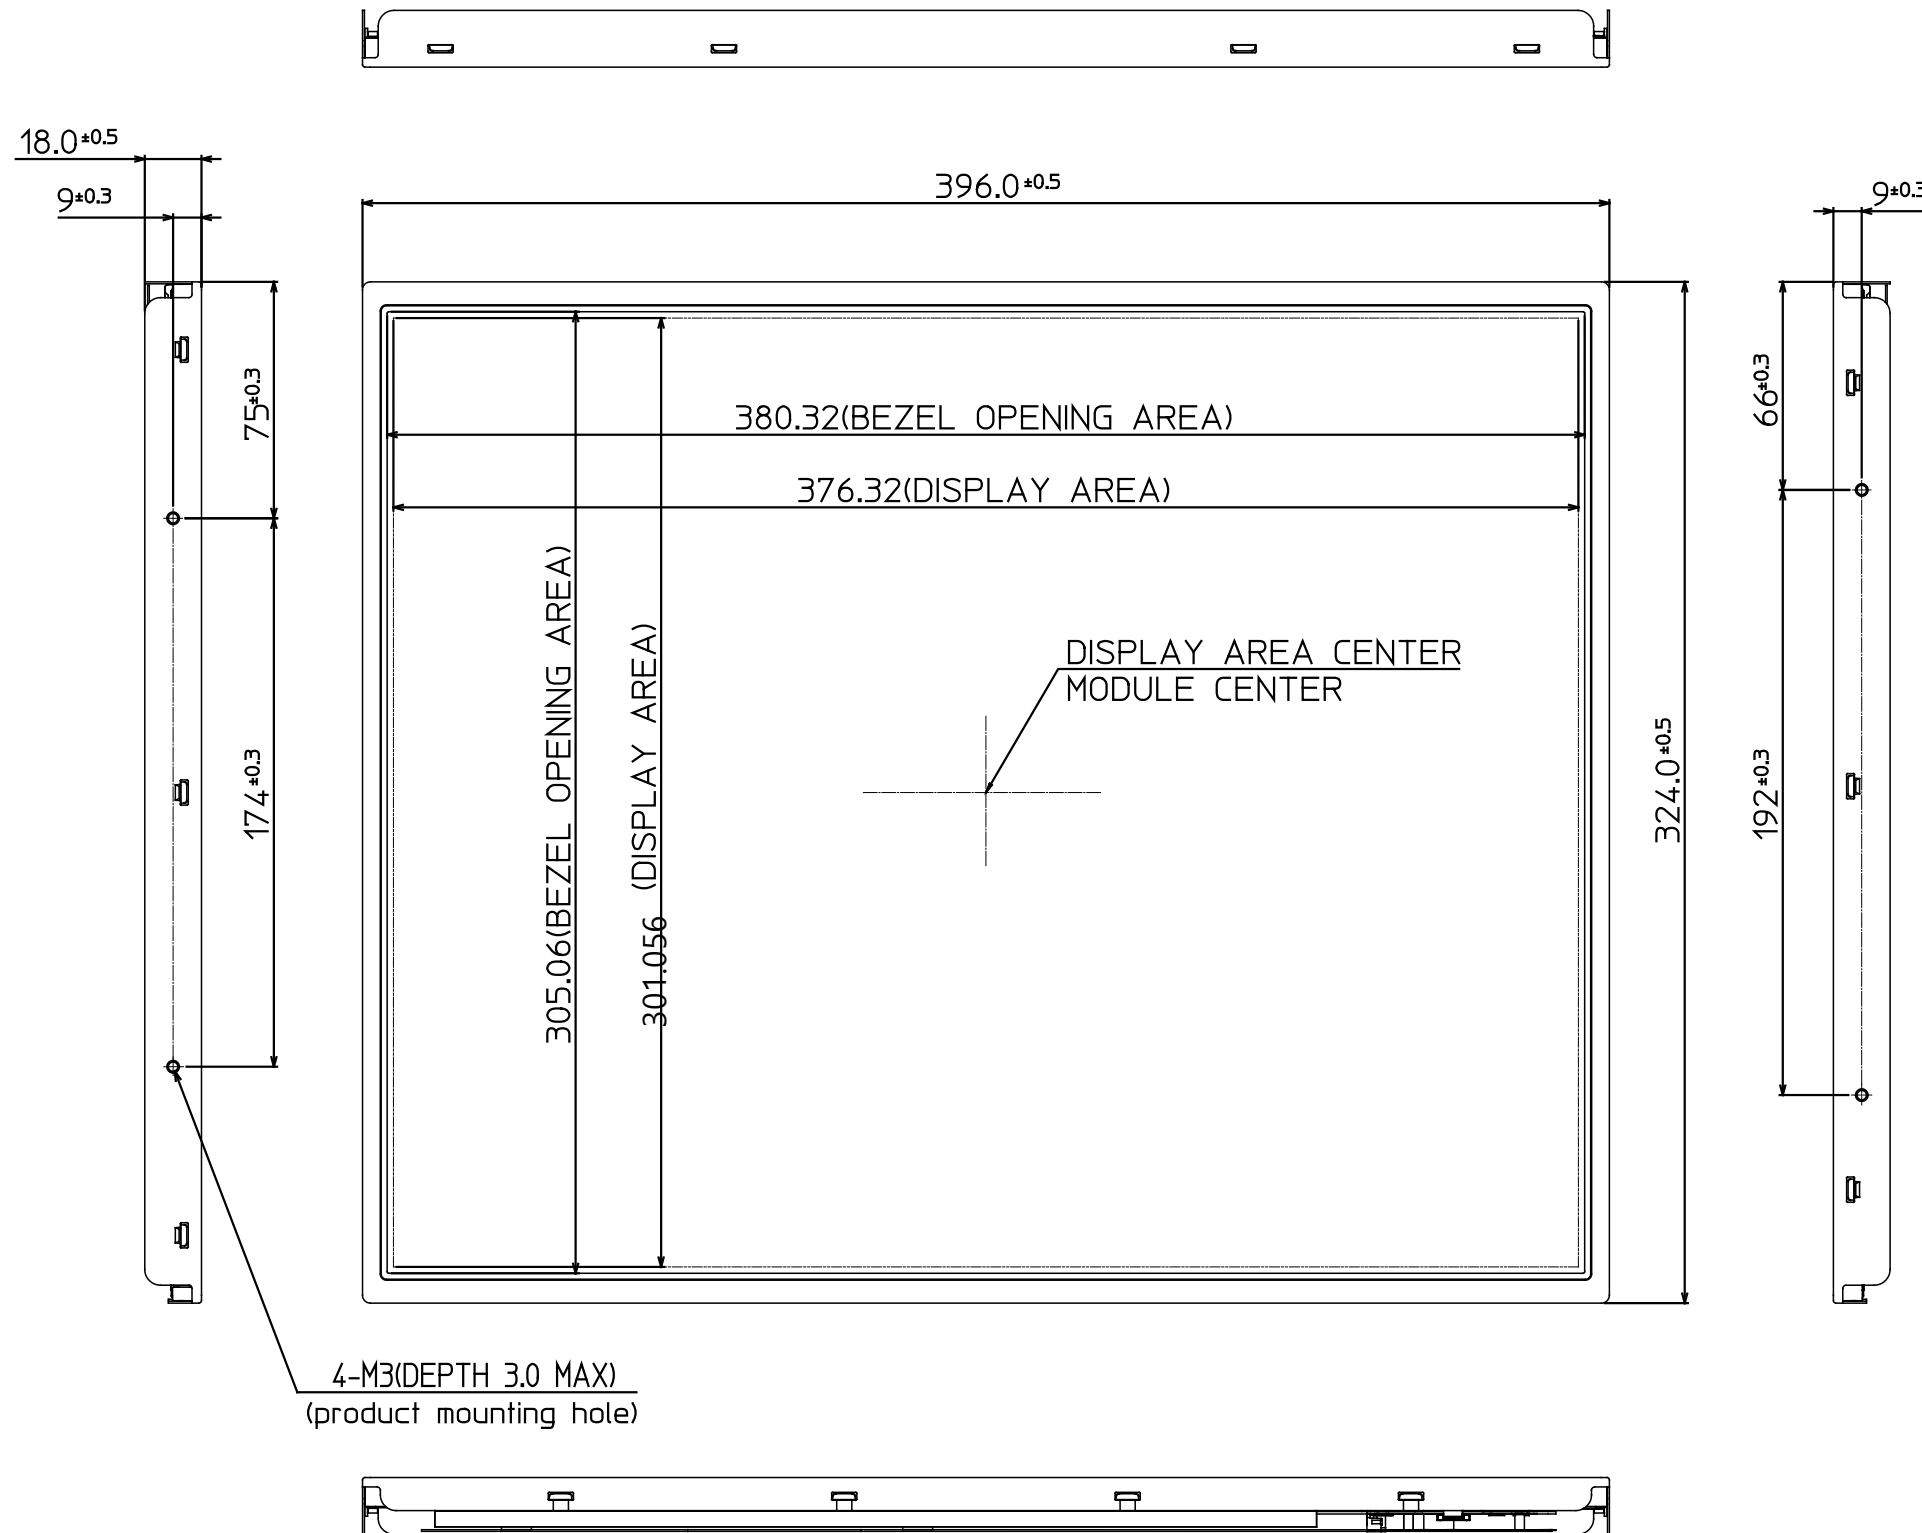 18.0±0.5
9±0.3
396.0±0.5
9±0.3
75±0.3
66±0.3
380.32(BEZEL OPENING AREA)
376.32(DISPLAY AREA)
305.06(BEZEL OPENING AREA)
301.056 (DISPLAY AREA)
DISPLAY AREA CENTER
MODULE CENTER
174±0.3
324.0±0.5
192±0.3
4-M3(DEPTH 3.0 MAX)
(product mounting hole)